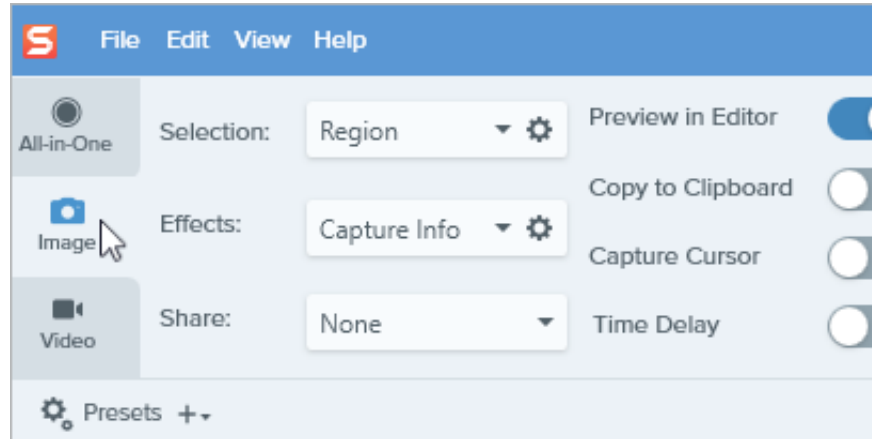 S File Edit View Help
All-in-One
Selection: Region
Preview in Editor
Copy to Clipboard
Image
Effects: Capture Info
Capture Cursor
Video
Share: None
Time Delay
Presets +